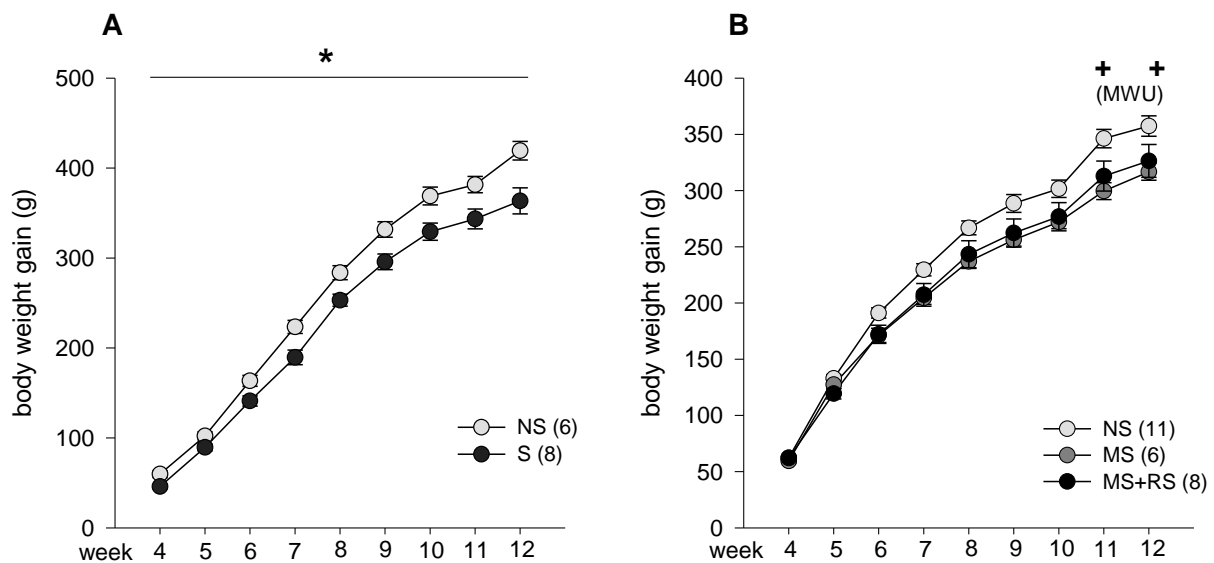 A
*
500
400
300
200
100
0
body weight gain (g)
NS (6)
S (8)
week 4 5 6 7 8 9 10 11 12
B
+ +
(MWU)
400
350
300
250
200
150
100
50
0
body weight gain (g)
NS (11)
MS (6)
MS+RS (8)
week 4 5 6 7 8 9 10 11 12